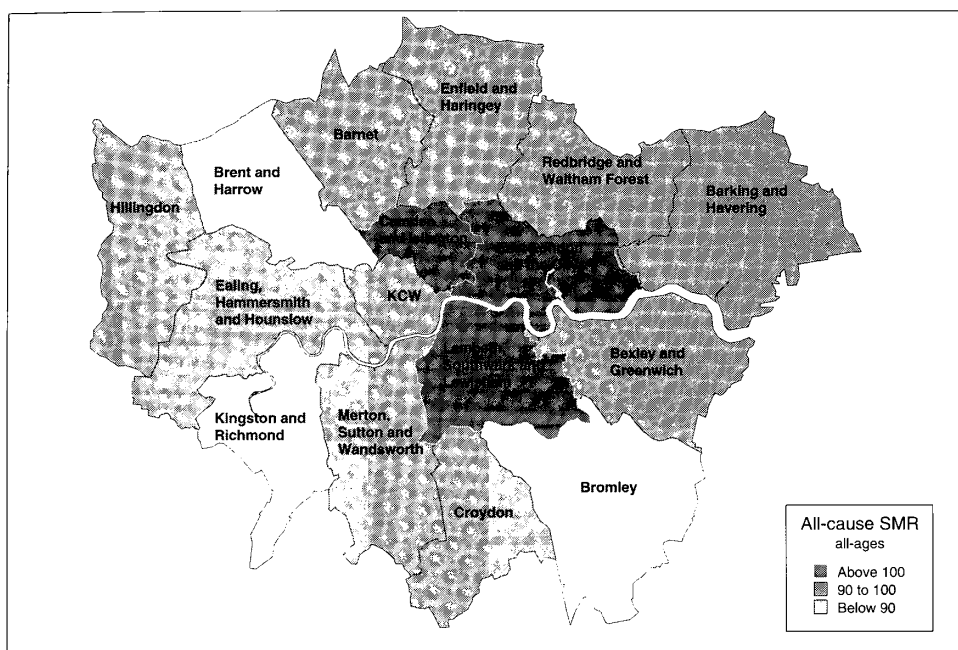 Enfield and
Haringey
Barnet
Redbridge and
Waltham Forest
Brent and
Harrow
Barking and
Havering
Hillingdon
Ealing,
Hammersmith
and Hounslow
KCW
Bexley and
Greenwich
Kingston and
Richmond
Merton,
Sutton and
Wandsworth
Bromley
Croydon
All-cause SMR
all-ages
Above 100
90 to 100
Below 90